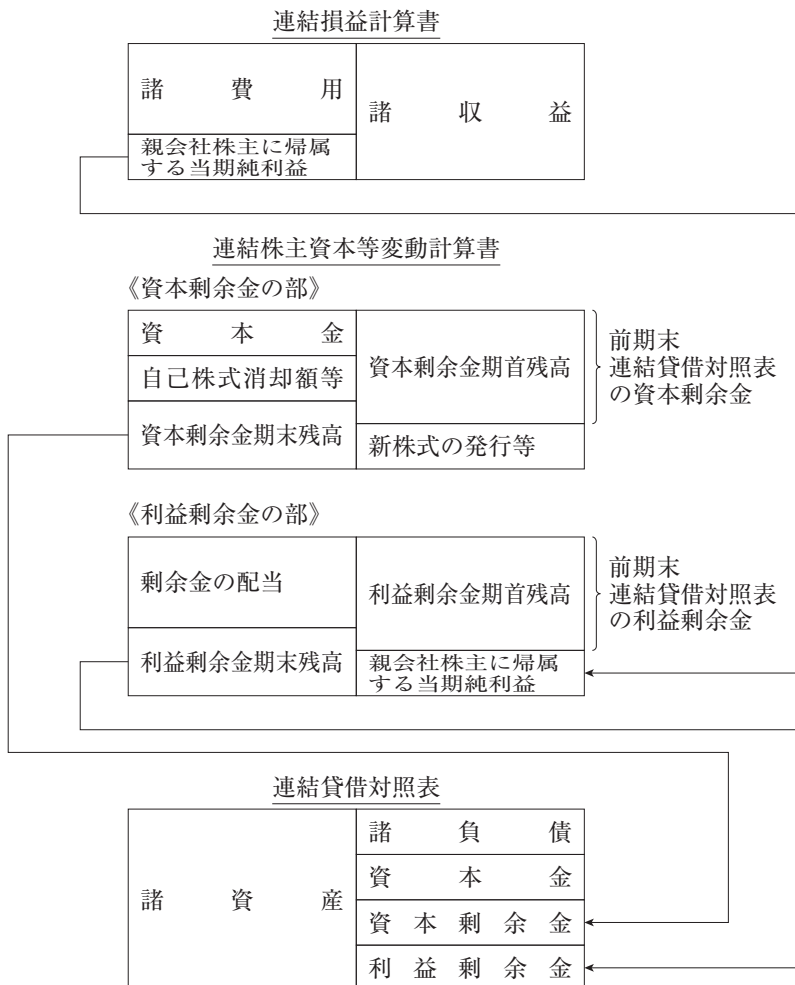 連結損益計算書
諸費用
諸収益
親会社株主に帰属
する当期純利益
連結株主資本等変動計算書
《資本剰余金の部》
資本金
自己株式消却額等
資本剰余金期末残高
資本剰余金期首残高
新株式の発行等
前期末
連結貸借対照表
の資本剰余金
《利益剰余金の部》
剰余金の配当
利益剰余金期末残高
利益剰余金期首残高
親会社株主に帰属
する当期純利益
前期末
連結貸借対照表
の利益剰余金
連結貸借対照表
諸資産
諸負債
資本金
資本剰余金
利益剰余金